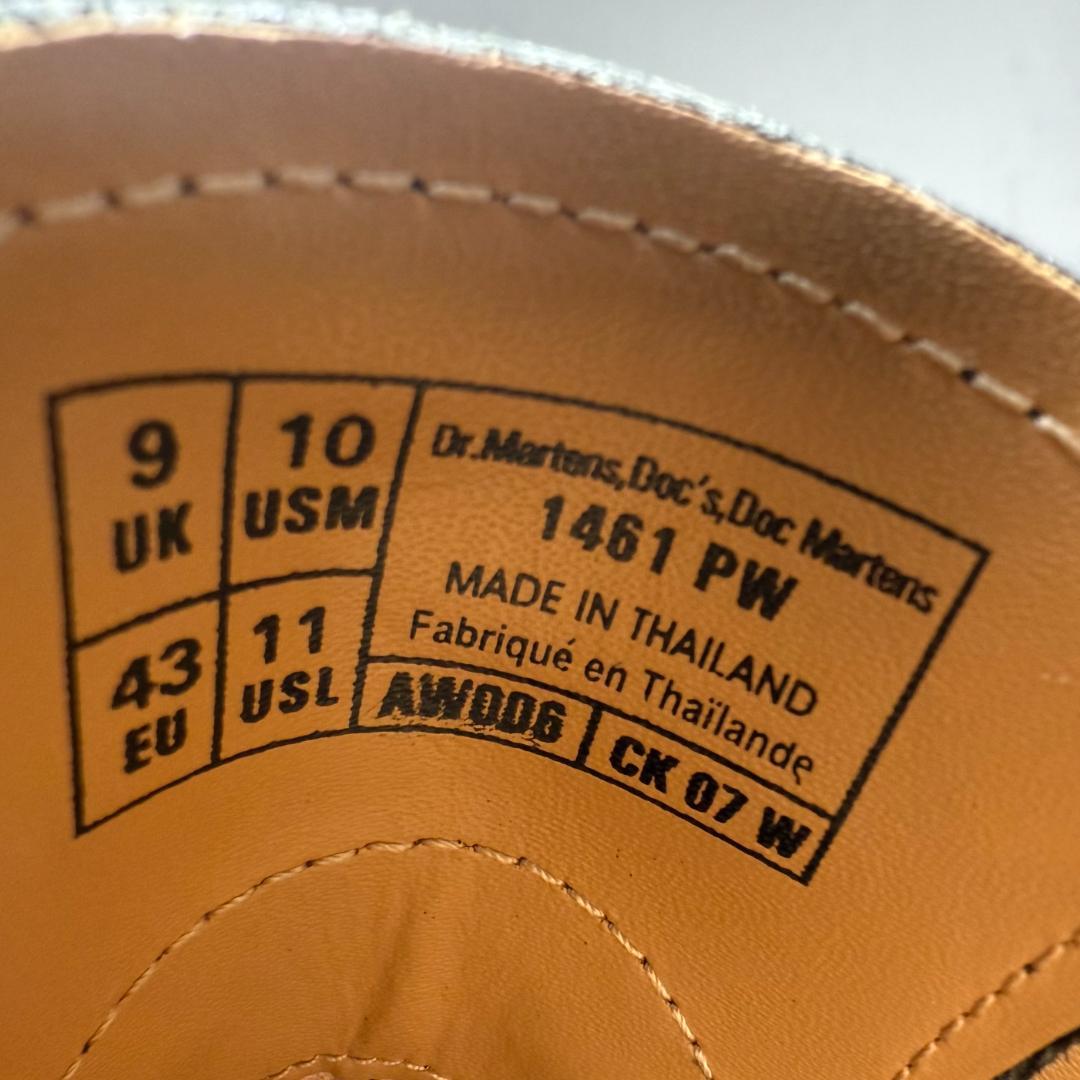 9
UK
10
USM
43
EU
11
USL
Dr.Martens,Doc's,Doc Martens
1461 PW
MADE IN THAILAND
Fabriqué en Thaïlande
AW006
CK 07 W